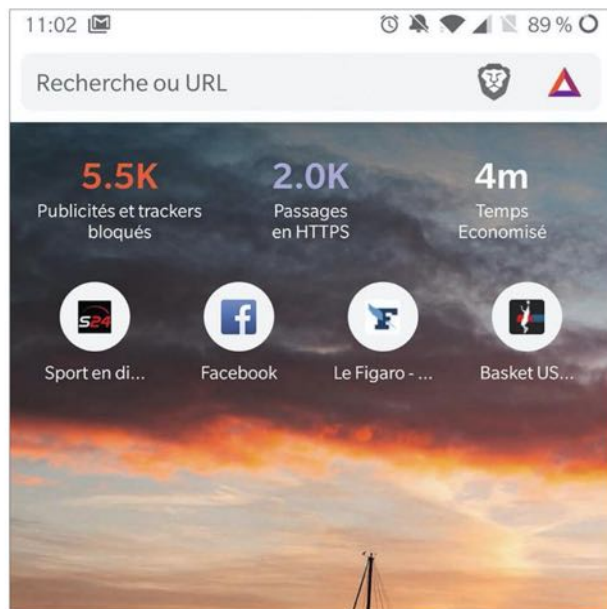 11:02 89 %
Recherche ou URL
5.5K 2.0K 4m
Publicités et trackers Passages Temps
bloqués en HTTPS Economisé
S24 f F
Sport en di... Facebook Le Figaro - ... Basket US...